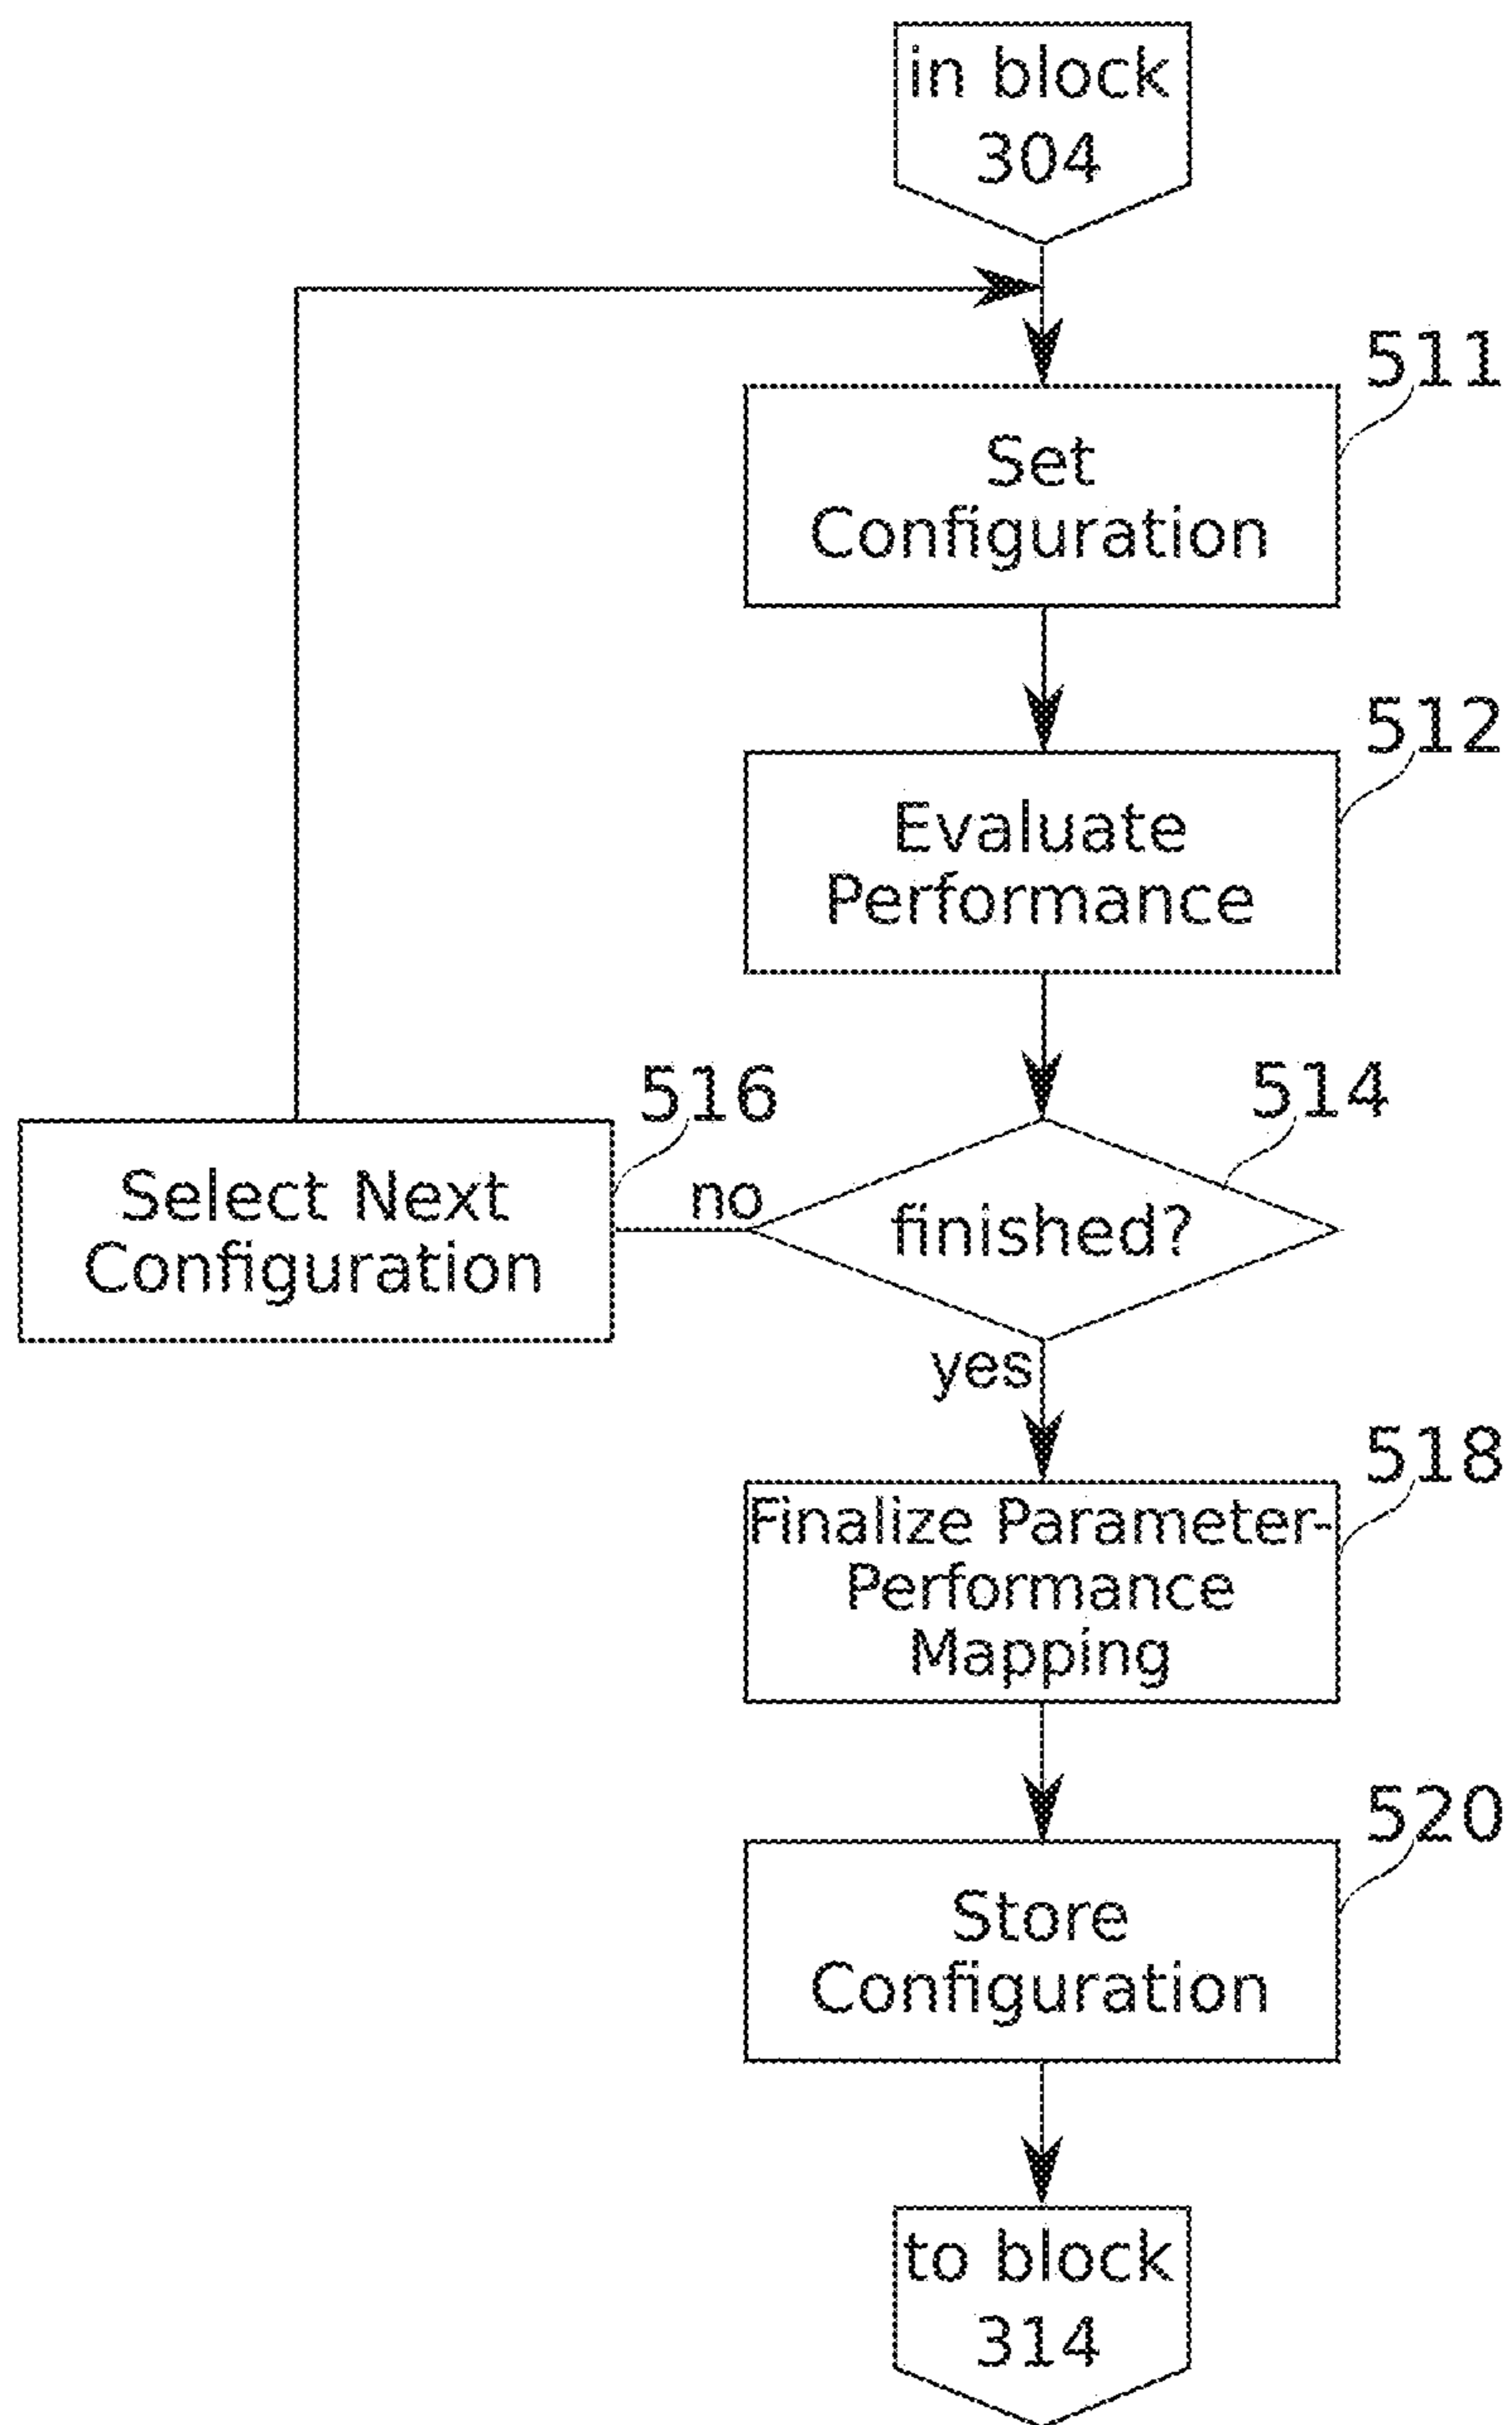 in block
304
511
Set
Configuration
512
Evaluate
Performance
516
514
Select Next
Configuration
no
finished?
yes
518
Finalize Parameter-
Performance
Mapping
520
Store
Configuration
to block
314